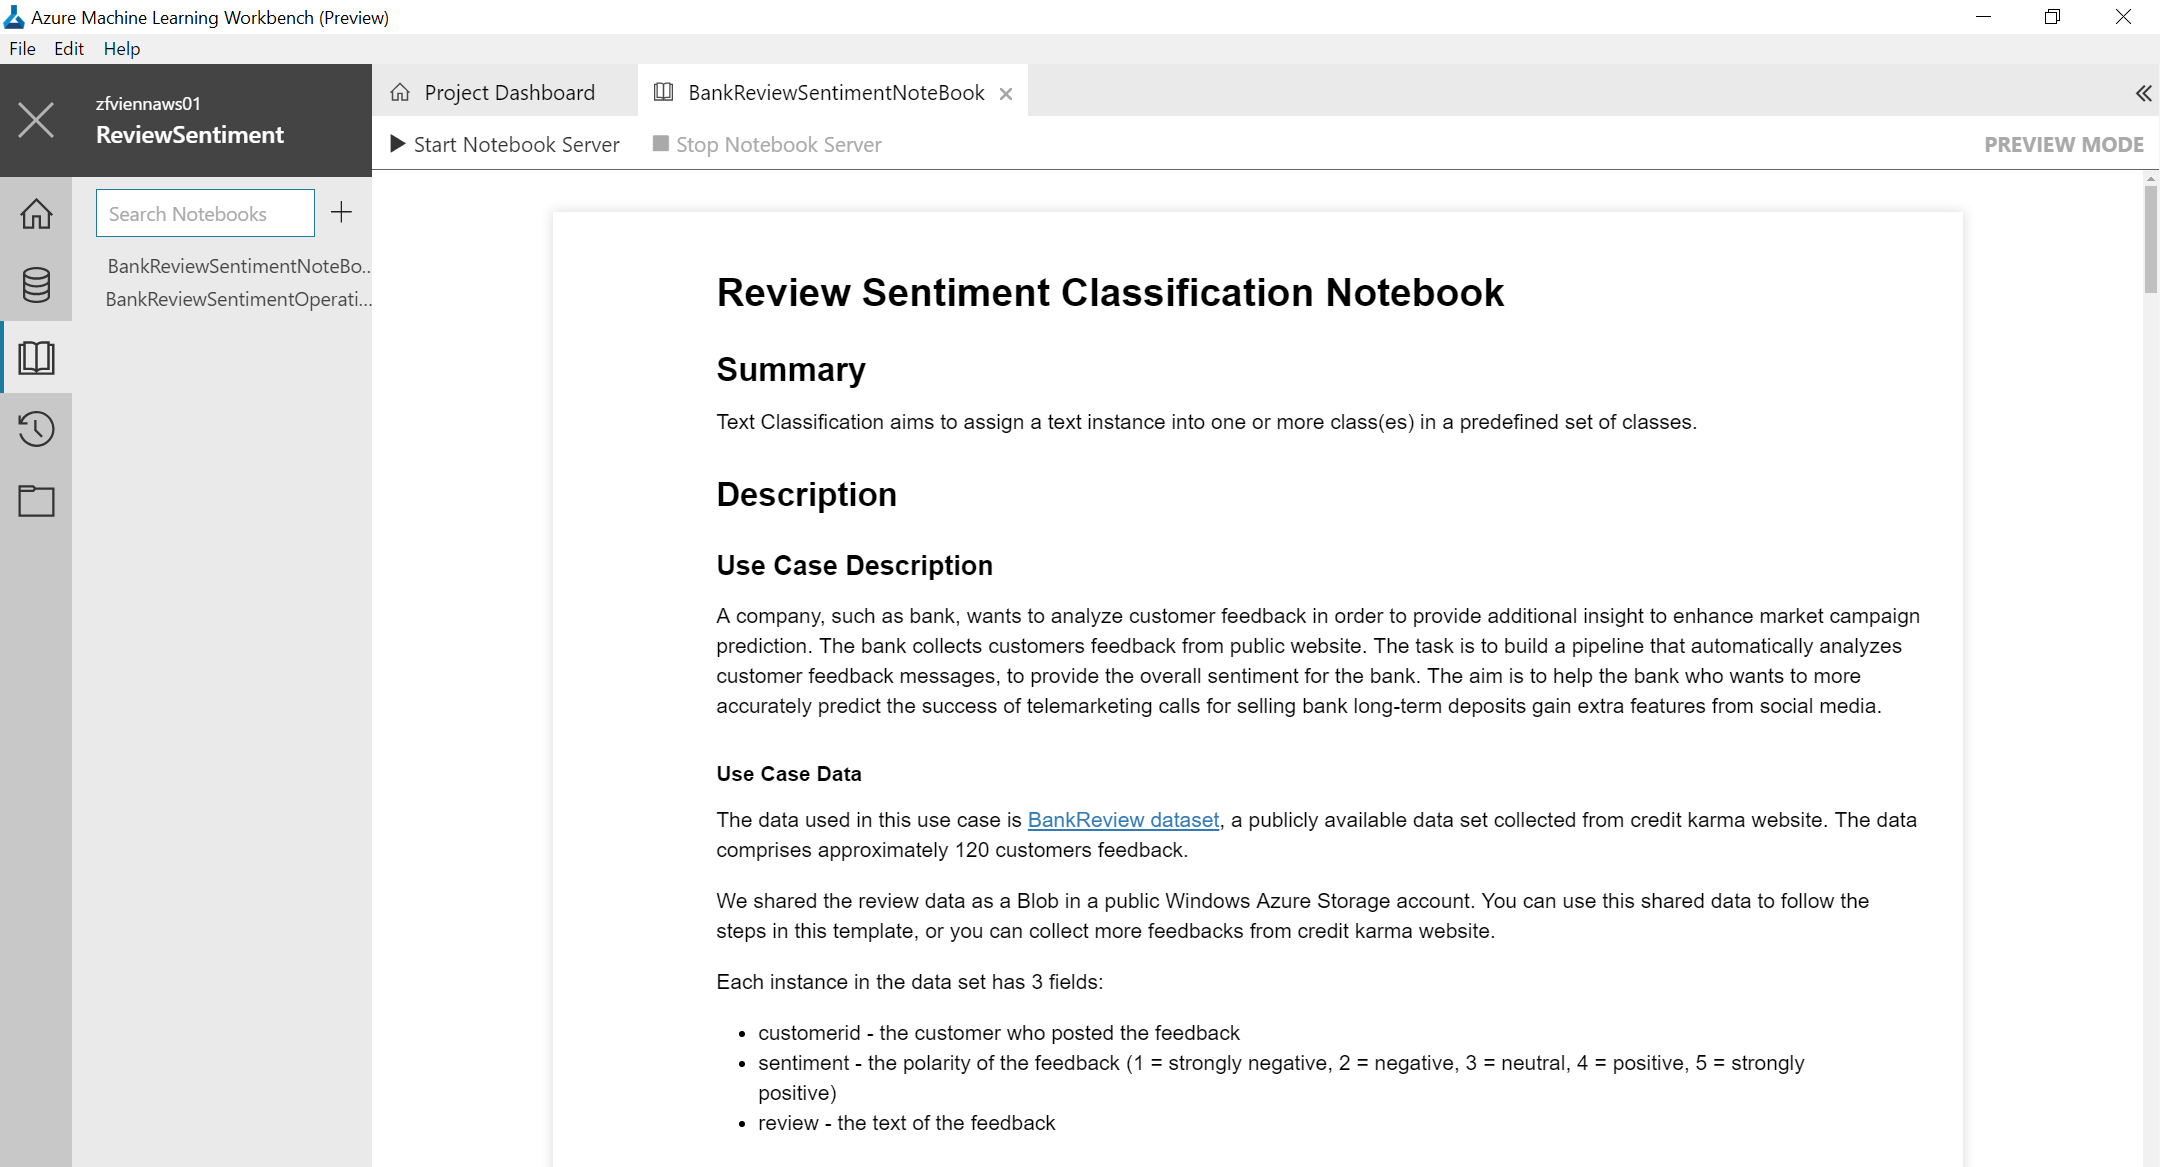 Azure Machine Learning Workbench (Preview)
File Edit Help
zfviennaws01
ReviewSentiment
Project Dashboard
BankReviewSentimentNoteBook
Start Notebook Server
Stop Notebook Server
PREVIEW MODE
Search Notebooks
BankReviewSentimentNoteBo..
BankReviewSentimentOperati...
Review Sentiment Classification Notebook
Summary
Text Classification aims to assign a text instance into one or more class(es) in a predefined set of classes.
Description
Use Case Description
A company, such as bank, wants to analyze customer feedback in order to provide additional insight to enhance market campaign
prediction. The bank collects customers feedback from public website. The task is to build a pipeline that automatically analyzes
customer feedback messages, to provide the overall sentiment for the bank. The aim is to help the bank who wants to more
accurately predict the success of telemarketing calls for selling bank long-term deposits gain extra features from social media.
Use Case Data
The data used in this use case is BankReview dataset, a publicly available data set collected from credit karma website. The data
comprises approximately 120 customers feedback.
We shared the review data as a Blob in a public Windows Azure Storage account. You can use this shared data to follow the
steps in this template, or you can collect more feedbacks from credit karma website.
Each instance in the data set has 3 fields:
• customerid - the customer who posted the feedback
• sentiment - the polarity of the feedback (1 = strongly negative, 2 = negative, 3 = neutral, 4 = positive, 5 = strongly
positive)
• review - the text of the feedback